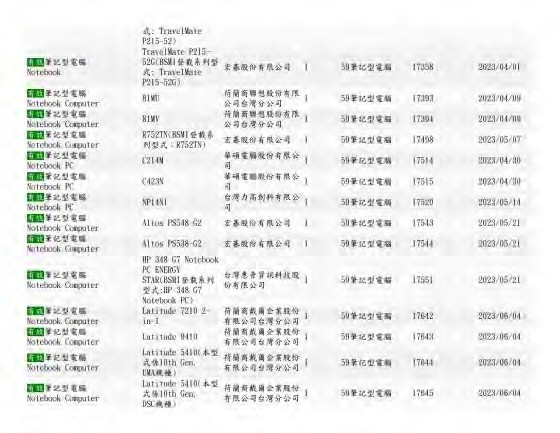 式: TravelMate
P215-52)
有效 筆記型電腦
Notebook
TravelMate P215-
52G(BSMI登載系列型
式: TravelMate
P215-52G)
宏碁股份有限公司 1 59筆記型電腦 17358 2023/04/01
有效 筆記型電腦
Notebook Computer
81MU
荷蘭商聯想股份有限
公司台灣分公司
1 59筆記型電腦 17393 2023/04/09
有效 筆記型電腦
Notebook Computer
81MV
荷蘭商聯想股份有限
公司台灣分公司
1 59筆記型電腦 17394 2023/04/09
有效 筆記型電腦
Notebook Computer
R752TN(BSMI登載系
列型式:R752TN)
宏碁股份有限公司 1 59筆記型電腦 17498 2023/05/07
有效 筆記型電腦
Notebook PC
C214M
華碩電腦股份有限公
司
1 59筆記型電腦 17514 2023/04/30
有效 筆記型電腦
Notebook PC
C423N
華碩電腦股份有限公
司
1 59筆記型電腦 17515 2023/04/30
有效 筆記型電腦
Notebook PC
NP14N1
台灣力高創科有限公
司
1 59筆記型電腦 17520 2023/05/14
有效 筆記型電腦
Notebook Computer
Altos PS548-G2 宏碁股份有限公司 1 59筆記型電腦 17543 2023/05/21
有效 筆記型電腦
Notebook Computer
Altos PS538-G2 宏碁股份有限公司 1 59筆記型電腦 17544 2023/05/21
有效 筆記型電腦
Notebook Computer
HP 348 G7 Notebook
PC ENERGY
STAR(BSMI登載系列
型式:HP 348 G7
Notebook PC)
台灣惠普資訊科技股
份有限公司
1 59筆記型電腦 17551 2023/05/21
有效 筆記型電腦
Notebook Computer
Latitude 7210 2-
in-1
荷蘭商戴爾企業股份
有限公司台灣分公司
1 59筆記型電腦 17642 2023/06/04
有效 筆記型電腦
Notebook Computer
Latitude 9410
荷蘭商戴爾企業股份
有限公司台灣分公司
1 59筆記型電腦 17643 2023/06/04
有效 筆記型電腦
Notebook Computer
Latitude 5410(本型
式係10th Gen,
UMA機種)
荷蘭商戴爾企業股份
有限公司台灣分公司
1 59筆記型電腦 17644 2023/06/04
有效 筆記型電腦
Notebook Computer
Latitude 5410(本型
式係10th Gen,
DSC機種)
荷蘭商戴爾企業股份
有限公司台灣分公司
1 59筆記型電腦 17645 2023/06/04